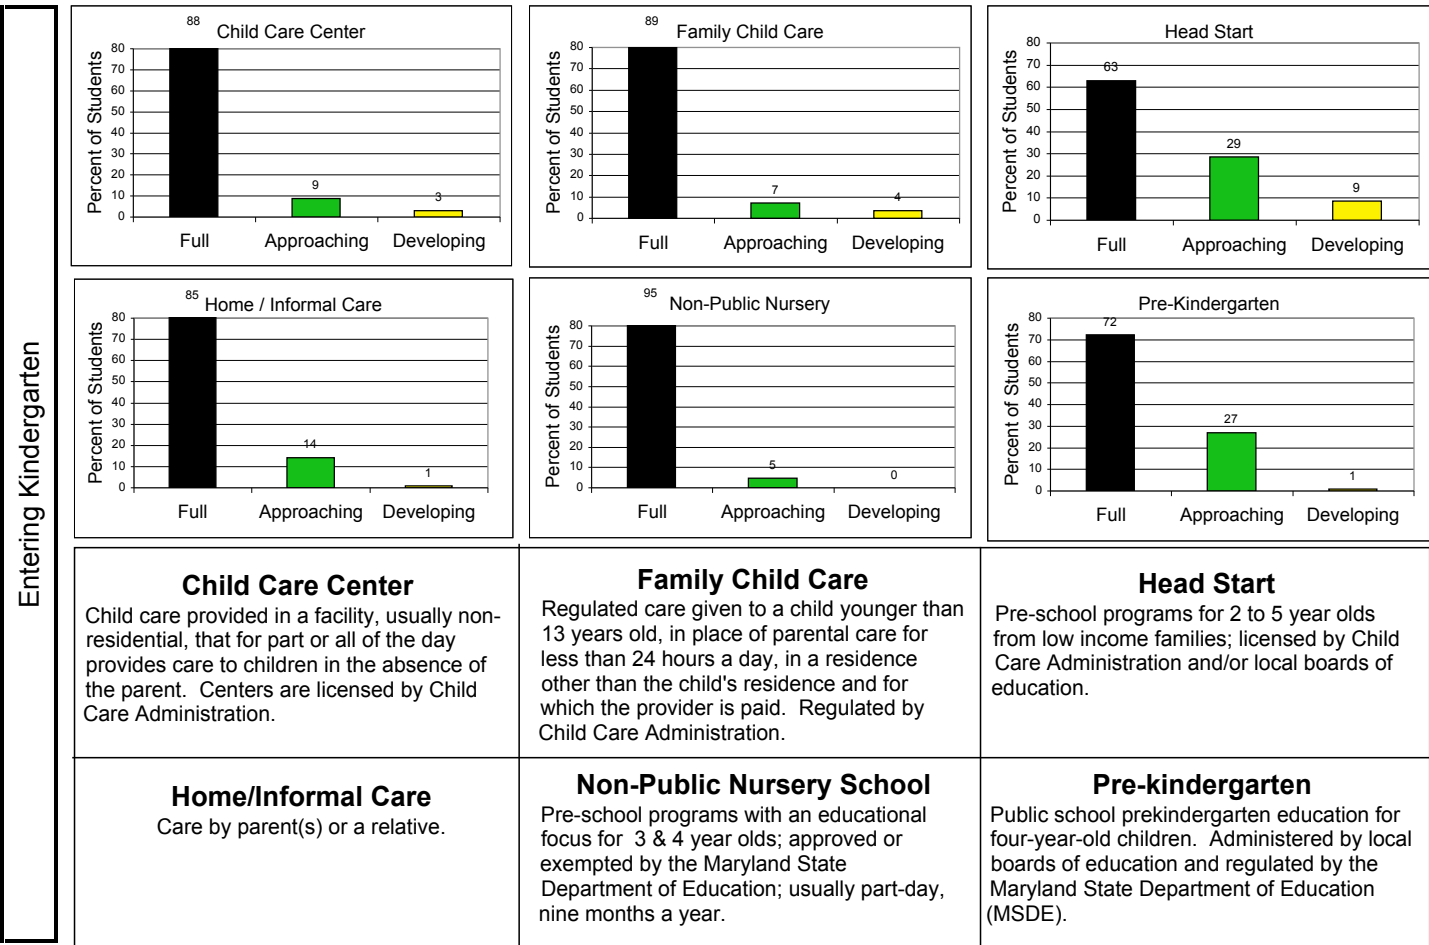 Entering Kindergarten
88
Child Care Center
Percent of Students
80
70
60
50
40
30
20
10
0
9
3
Full Approaching Developing
89
Family Child Care
Percent of Students
80
70
60
50
40
30
20
10
0
7
4
Full Approaching Developing
Head Start
Percent of Students
80
70
60
50
40
30
20
10
0
63
29
9
Full Approaching Developing
85
Home / Informal Care
Percent of Students
80
70
60
50
40
30
20
10
0
14
1
Full Approaching Developing
95
Non-Public Nursery
Percent of Students
80
70
60
50
40
30
20
10
0
5
0
Full Approaching Developing
Pre-Kindergarten
Percent of Students
80
70
60
50
40
30
20
10
0
72
27
1
Full Approaching Developing
Child Care Center
Child care provided in a facility, usually non-
residential, that for part or all of the day
provides care to children in the absence of
the parent. Centers are licensed by Child
Care Administration.
Family Child Care
Regulated care given to a child younger than
13 years old, in place of parental care for
less than 24 hours a day, in a residence
other than the child's residence and for
which the provider is paid. Regulated by
Child Care Administration.
Head Start
Pre-school programs for 2 to 5 year olds
from low income families; licensed by Child
Care Administration and/or local boards of
education.
Home/Informal Care
Care by parent(s) or a relative.
Non-Public Nursery School
Pre-school programs with an educational
focus for 3 & 4 year olds; approved or
exempted by the Maryland State
Department of Education; usually part-day,
nine months a year.
Pre-kindergarten
Public school prekindergarten education for
four-year-old children. Administered by local
boards of education and regulated by the
Maryland State Department of Education
(MSDE).